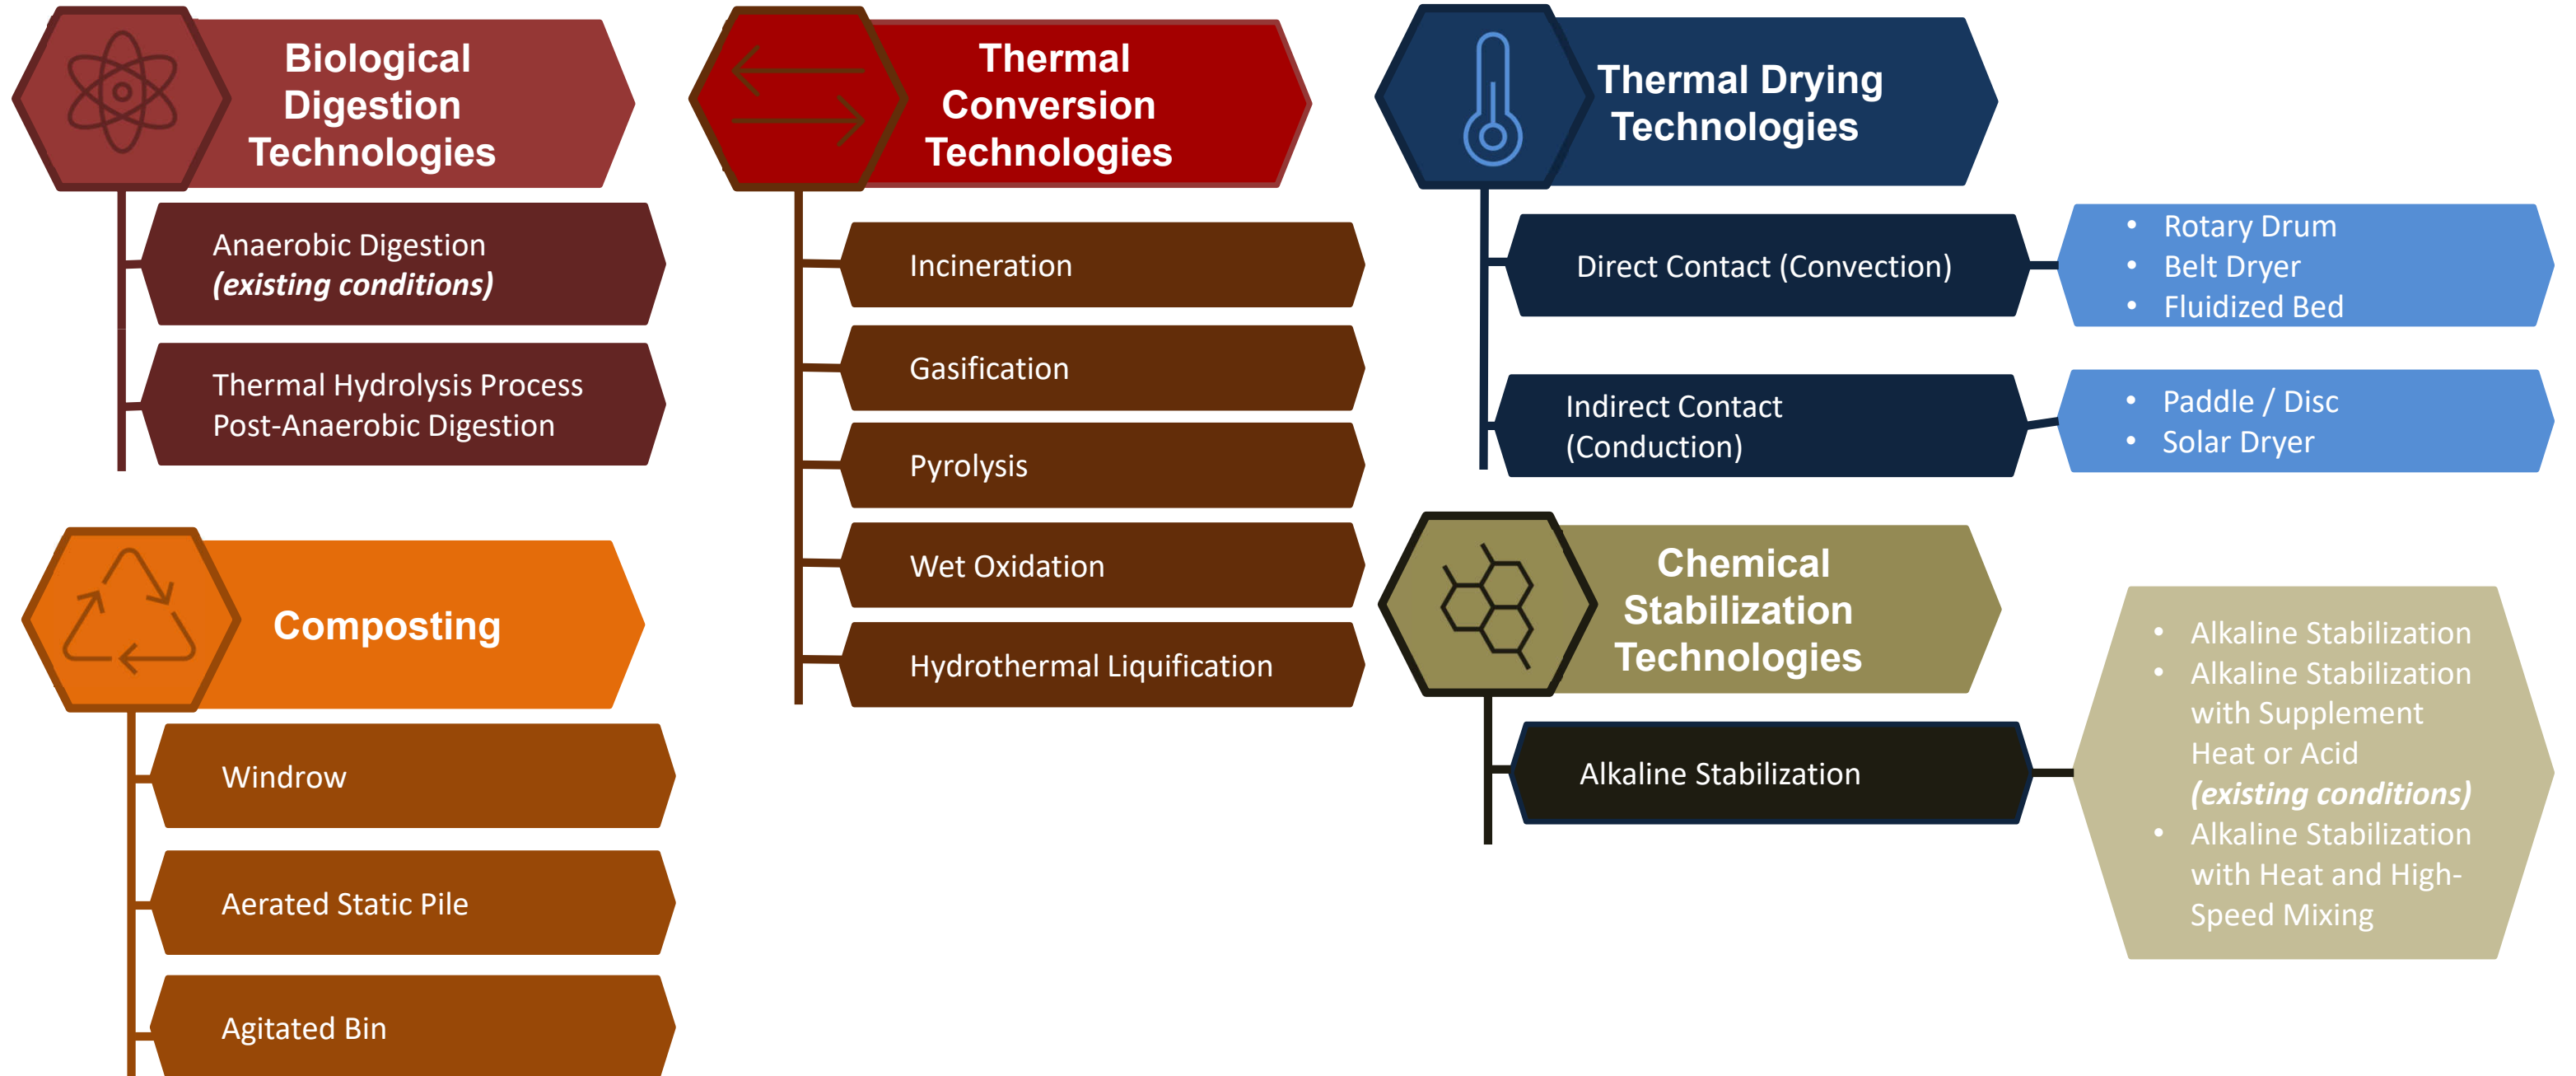 Biological
Digestion
Technologies
Anaerobic Digestion
(existing conditions)
Thermal Hydrolysis Process
Post-Anaerobic Digestion
Composting
Windrow
Aerated Static Pile
Agitated Bin
Thermal
Conversion
Technologies
Incineration
Gasification
Pyrolysis
Wet Oxidation
Hydrothermal Liquification
Thermal Drying
Technologies
Direct Contact (Convection)
• Rotary Drum
• Belt Dryer
• Fluidized Bed
Indirect Contact
(Conduction)
• Paddle / Disc
• Solar Dryer
Chemical
Stabilization
Technologies
Alkaline Stabilization
• Alkaline Stabilization
• Alkaline Stabilization
with Supplement
Heat or Acid
(existing conditions)
• Alkaline Stabilization
with Heat and High-
Speed Mixing